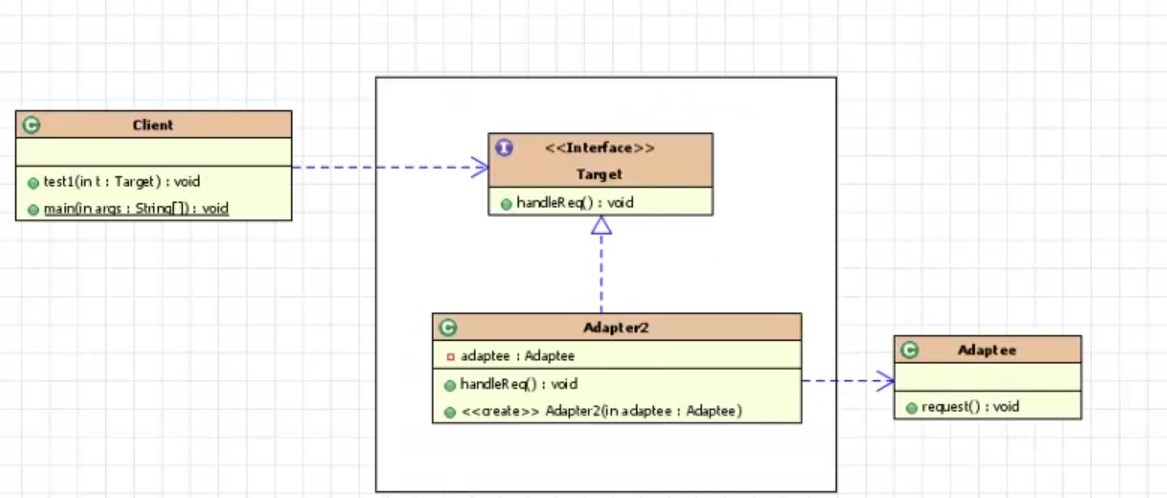 Client
test1(in t : Target) : void
main(in args : String[]) : void
<<Interface>>
Target
handleReq() : void
Adapter2
adaptee : Adaptee
handleReq() : void
<<create>> Adapter2(in adaptee : Adaptee)
Adaptee
request() : void